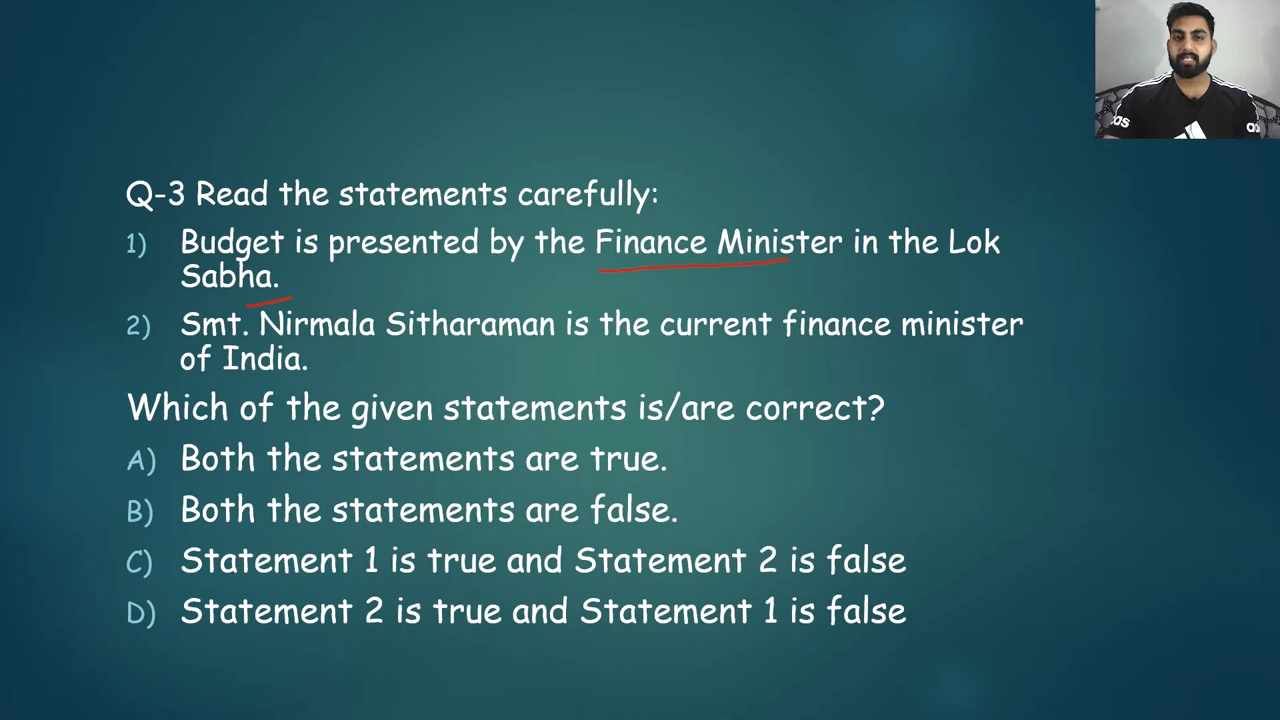 Q-3 Read the statements carefully:
1) Budget is presented by the Finance Minister in the Lok
Sabha.
2) Smt. Nirmala Sitharaman is the current finance minister
of India.
Which of the given statements is/are correct?
A) Both the statements are true.
B) Both the statements are false.
C) Statement 1 is true and Statement 2 is false
D) Statement 2 is true and Statement 1 is false